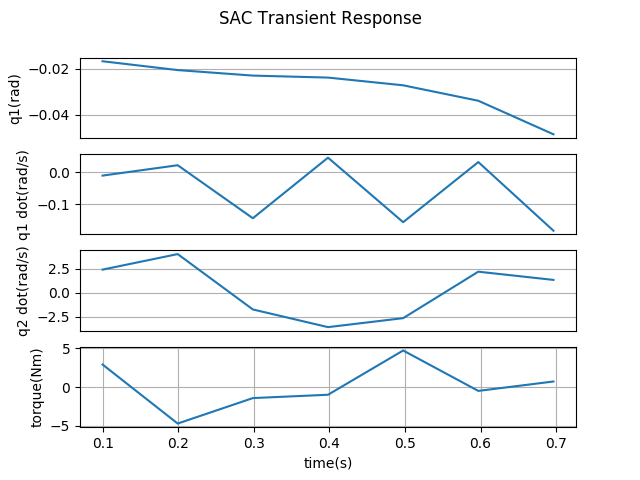 SAC Transient Response
−0.02
−0.04
q1(rad)
0.0
−0.1
q1 dot(rad/s)
2.5
0.0
−2.5
q2 dot(rad/s)
5
0
−5
torque(Nm)
0.1 0.2 0.3 0.4 0.5 0.6 0.7
time(s)